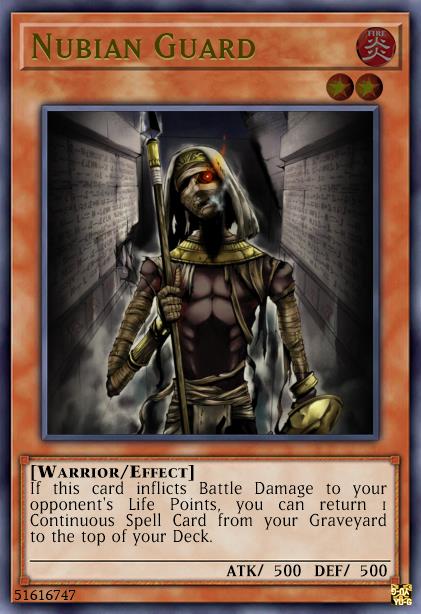 Nubian Guard
FIRE
炎
[Warrior/Effect]
If this card inflicts Battle Damage to your
opponent's Life Points, you can return 1
Continuous Spell Card from your Graveyard
to the top of your Deck.
ATK/ 500 DEF/ 500
51616747